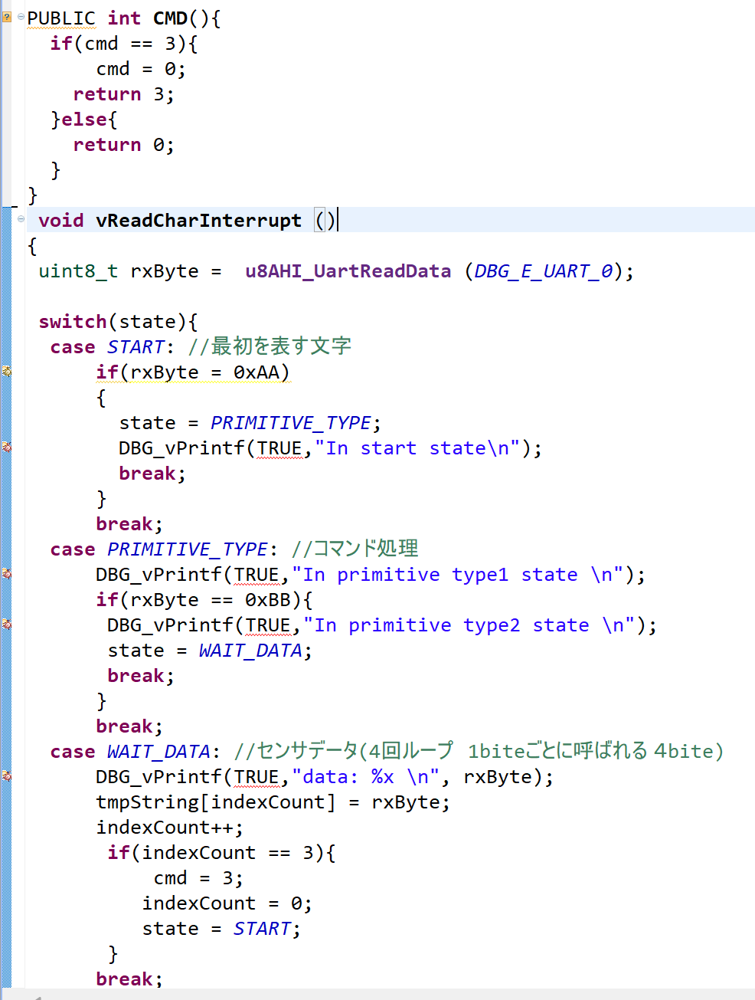 PUBLIC int CMD(){
if(cmd == 3){
cmd = 0;
return 3;
}else{
return 0;
}
}
void vReadCharInterrupt ()
{
uint8_t rxByte =  u8AHI_UartReadData (DBG_E_UART_0);
switch(state){
case START: //最初を表す文字
if(rxByte = 0xAA)
{
state = PRIMITIVE_TYPE;
DBG_vPrintf(TRUE,"In start state\n");
break;
}
break;
case PRIMITIVE_TYPE: //コマンド処理
DBG_vPrintf(TRUE,"In primitive type1 state \n");
if(rxByte == 0xBB){
DBG_vPrintf(TRUE,"In primitive type2 state \n");
state = WAIT_DATA;
break;
}
break;
case WAIT_DATA: //センサデータ(4回ループ　1biteごとに呼ばれる 4bite)
DBG_vPrintf(TRUE,"data: %x \n", rxByte);
tmpString[indexCount] = rxByte;
indexCount++;
if(indexCount == 3){
cmd = 3;
indexCount = 0;
state = START;
}
break;